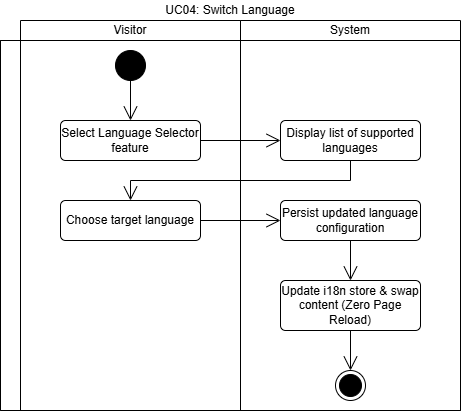 UC04: Switch Language
Visitor
System
Select Language Selector
feature
Display list of supported
languages
Choose target language
Persist updated language
configuration
Update i18n store & swap
content (Zero Page
Reload)